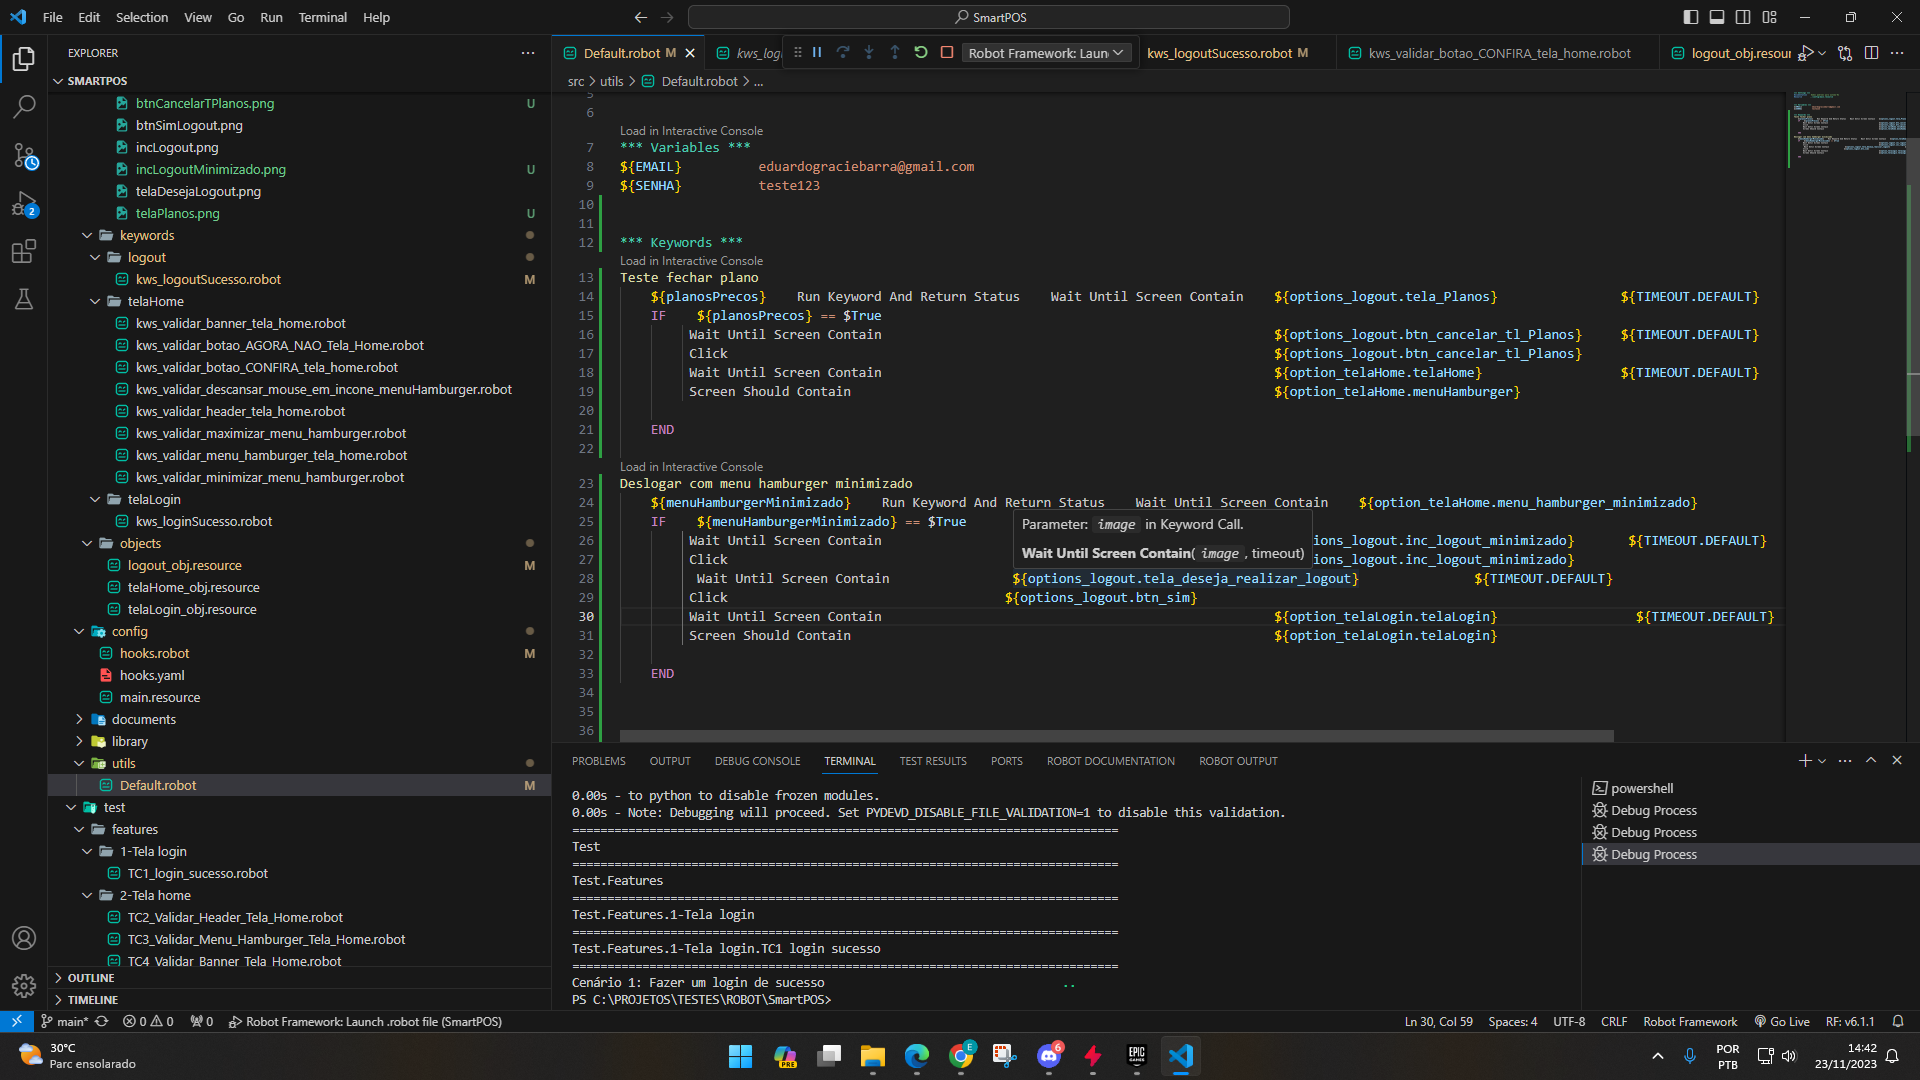 File Edit Selection View Go Run Terminal Help
SmartPOS
EXPLORER
SMARTPOS
btnCancelarTPlanos.png U
btnSimLogout.png
incLogout.png
incLogoutMinimizado.png U
telaDesejaLogout.png
telaPlanos.png U
keywords
logout
kws_logoutSucesso.robot M
telaHome
kws_validar_banner_tela_home.robot
kws_validar_botao_AGORA_NAO_Tela_Home.robot
kws_validar_botao_CONFIRA_tela_home.robot
kws_validar_descansar_mouse_em_incone_menuHamburger.robot
kws_validar_header_tela_home.robot
kws_validar_maximizar_menu_hamburger.robot
kws_validar_menu_hamburger_tela_home.robot
kws_validar_minimizar_menu_hamburger.robot
telaLogin
kws_loginSucesso.robot
objects
logout_obj.resource M
telaHome_obj.resource
telaLogin_obj.resource
config
hooks.robot M
hooks.yaml
main.resource
documents
library
utils
Default.robot M
test
features
1-Tela login
TC1_login_sucesso.robot
2-Tela home
TC2_Validar_Header_Tela_Home.robot
TC3_Validar_Menu_Hamburger_Tela_Home.robot
TC4_Validar_Banner_Tela_Home.robot
OUTLINE
TIMELINE
2
Default.robot M
kws_log
Robot Framework: Laun
kws_logoutSucesso.robot M
kws_validar_botao_CONFIRA_tela_home.robot
logout_obj.resour
src > utils > Default.robot > ...
5
6
Load in Interactive Console
7 *** Variables ***
8 ${EMAIL} eduardograciebarra@gmail.com
9 ${SENHA} teste123
10
11
12 *** Keywords ***
Load in Interactive Console
13 Teste fechar plano
14 ${planosPrecos} Run Keyword And Return Status Wait Until Screen Contain ${options_logout.tela_Planos} ${TIMEOUT.DEFAULT}
15 IF ${planosPrecos} == $True
16 Wait Until Screen Contain ${options_logout.btn_cancelar_tl_Planos} ${TIMEOUT.DEFAULT}
17 Click ${options_logout.btn_cancelar_tl_Planos}
18 Wait Until Screen Contain ${option_telaHome.telaHome} ${TIMEOUT.DEFAULT}
19 Screen Should Contain ${option_telaHome.menuHamburger}
20
21 END
22
Load in Interactive Console
23 Deslogar com menu hamburger minimizado
24 ${menuHamburgerMinimizado} Run Keyword And Return Status Wait Until Screen Contain ${option_telaHome.menu_hamburger_minimizado}
25 IF ${menuHamburgerMinimizado} == $True
Parameter: image in Keyword Call.
Wait Until Screen Contain(image, timeout)
26 Wait Until Screen Contain ions_logout.inc_logout_minimizado} ${TIMEOUT.DEFAULT}
27 Click ions_logout.inc_logout_minimizado}
28 Wait Until Screen Contain ${options_logout.tela_deseja_realizar_logout} ${TIMEOUT.DEFAULT}
29 Click ${options_logout.btn_sim}
30 Wait Until Screen Contain ${option_telaLogin.telaLogin} ${TIMEOUT.DEFAULT}
31 Screen Should Contain ${option_telaLogin.telaLogin}
32
33 END
34
35
36
PROBLEMS OUTPUT DEBUG CONSOLE TERMINAL TEST RESULTS PORTS ROBOT DOCUMENTATION ROBOT OUTPUT
0.00s - to python to disable frozen modules.
0.00s - Note: Debugging will proceed. Set PYDEVD_DISABLE_FILE_VALIDATION=1 to disable this validation.
==============================================================================
Test
==============================================================================
Test.Features
==============================================================================
Test.Features.1-Tela login
==============================================================================
Test.Features.1-Tela login.TC1 login sucesso
==============================================================================
Cenário 1: Fazer um login de sucesso ..
PS C:\PROJETOS\TESTES\ROBOT\SmartPOS>
powershell
Debug Process
Debug Process
Debug Process
main* 0 0 0 Robot Framework: Launch .robot file (SmartPOS)
Ln 30, Col 59 Spaces: 4 UTF-8 CRLF Robot Framework Go Live RF: v6.1.1
30°C
Parc ensolarado
PRE
E
6
EPIC GAMES
POR
PTB
14:42
23/11/2023